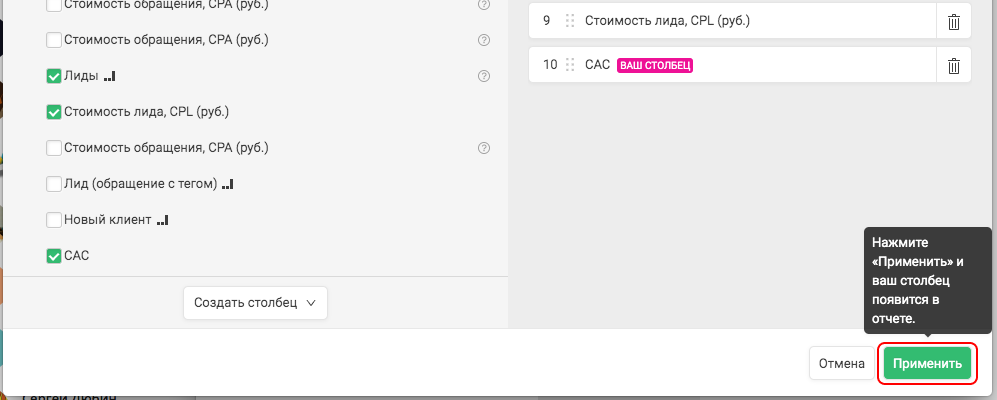 Стоимость обращения, CPA (руб.)
Стоимость обращения, CPA (руб.)
Лиды
Стоимость лида, CPL (руб.)
Стоимость обращения, CPA (руб.)
Лид (обращение с тегом)
Новый клиент
CAC
Создать столбец
9 Стоимость лида, CPL (руб.)
10 CAC ВАШ СТОЛБЕЦ
Нажмите
«Применить» и
ваш столбец
появится в
отчете.
Отмена
Применить